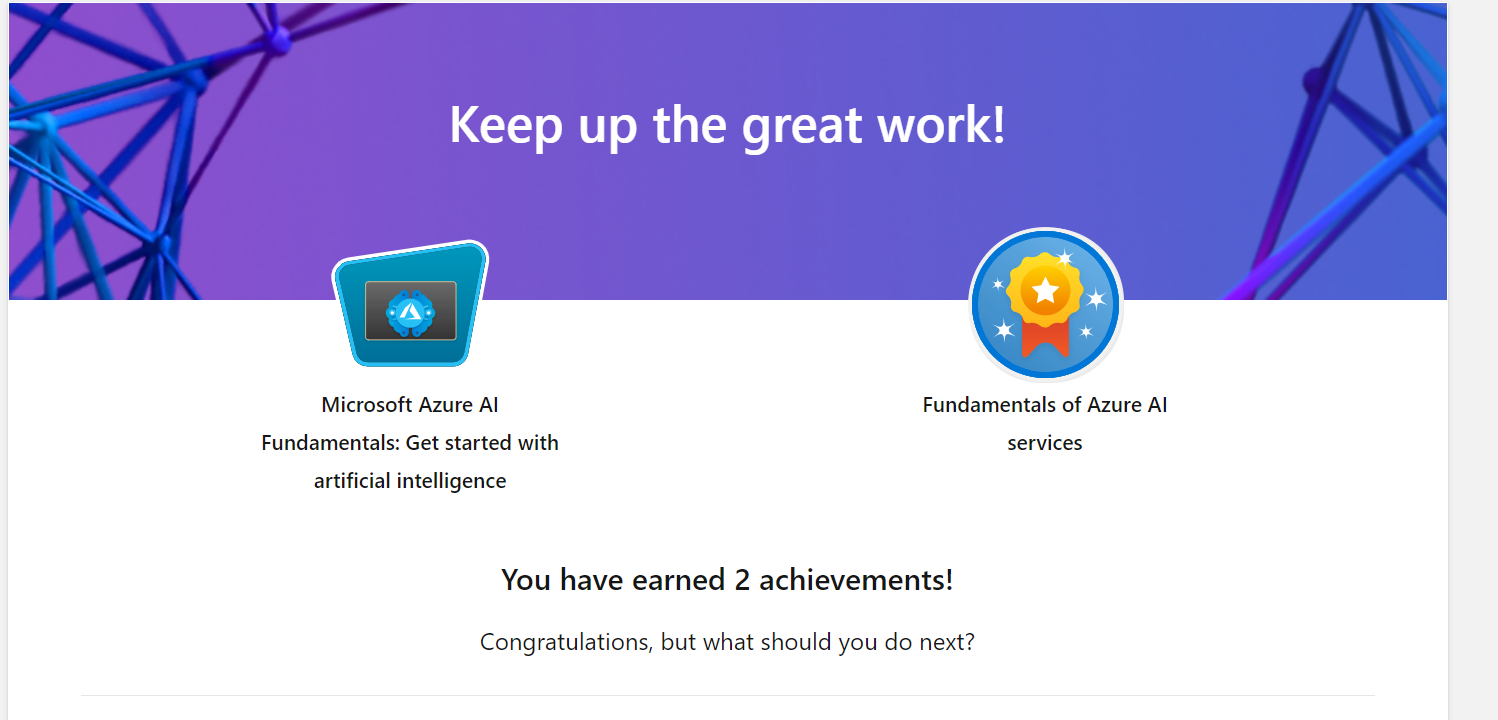 Keep up the great work!
Microsoft Azure AI
Fundamentals: Get started with
artificial intelligence
Fundamentals of Azure AI
services
You have earned 2 achievements!
Congratulations, but what should you do next?